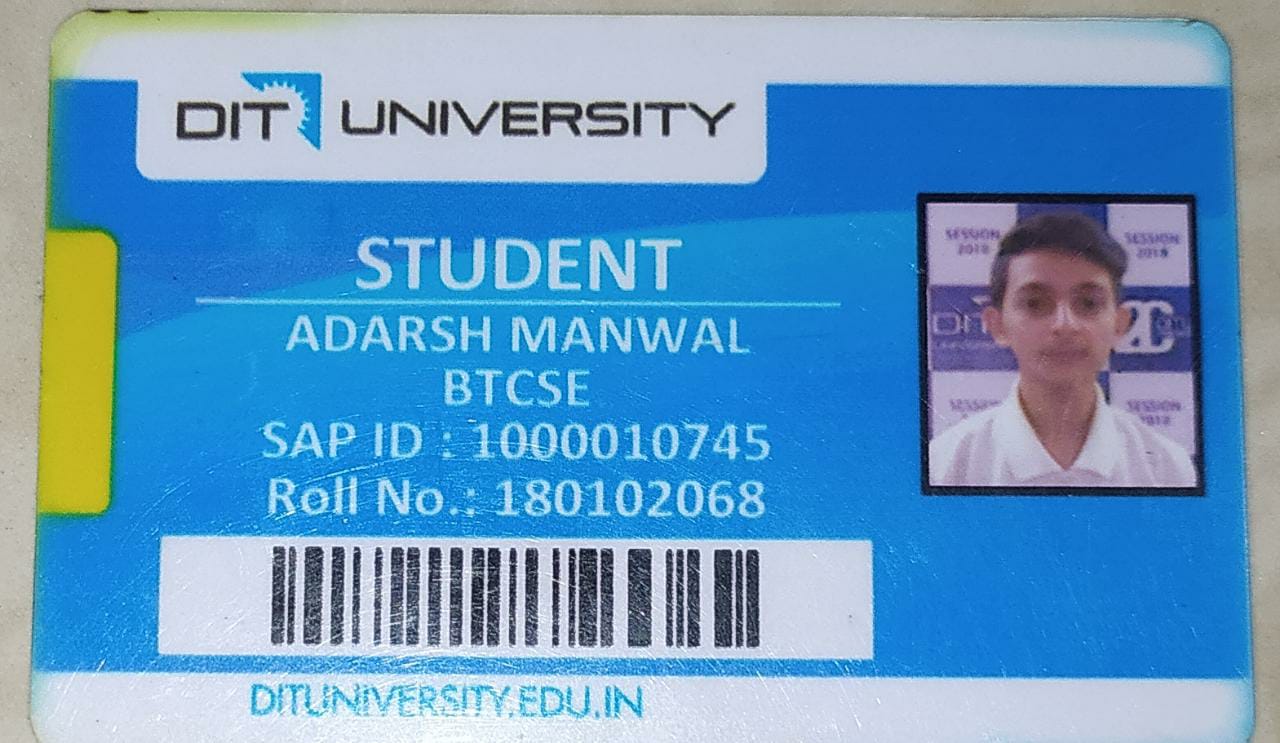 DIT UNIVERSITY
STUDENT
ADARSH MANWAL
BTCSE
SAP ID : 1000010745
Roll No.: 180102068
DITUNIVERSITY.EDU.IN
SESSION
2018
SESSION
2018
DIT
SESSION
SESSION
2018